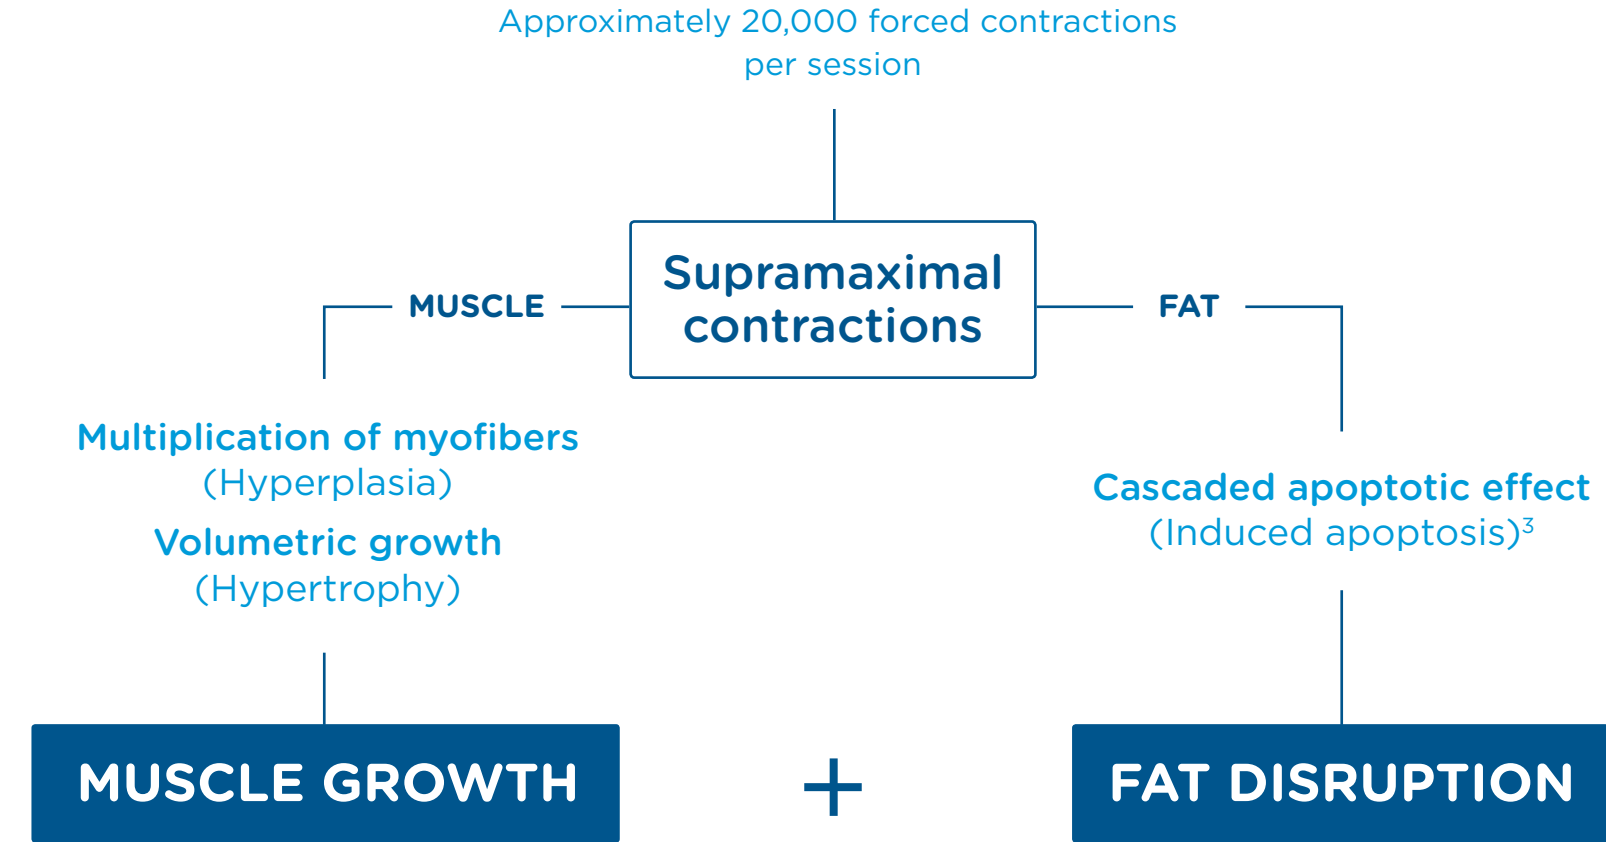 Approximately 20,000 forced contractions
per session
Supramaximal
contractions
MUSCLE
FAT
Multiplication of myofibers
(Hyperplasia)
Volumetric growth
(Hypertrophy)
Cascaded apoptotic effect
(Induced apoptosis)³
MUSCLE GROWTH
+
FAT DISRUPTION